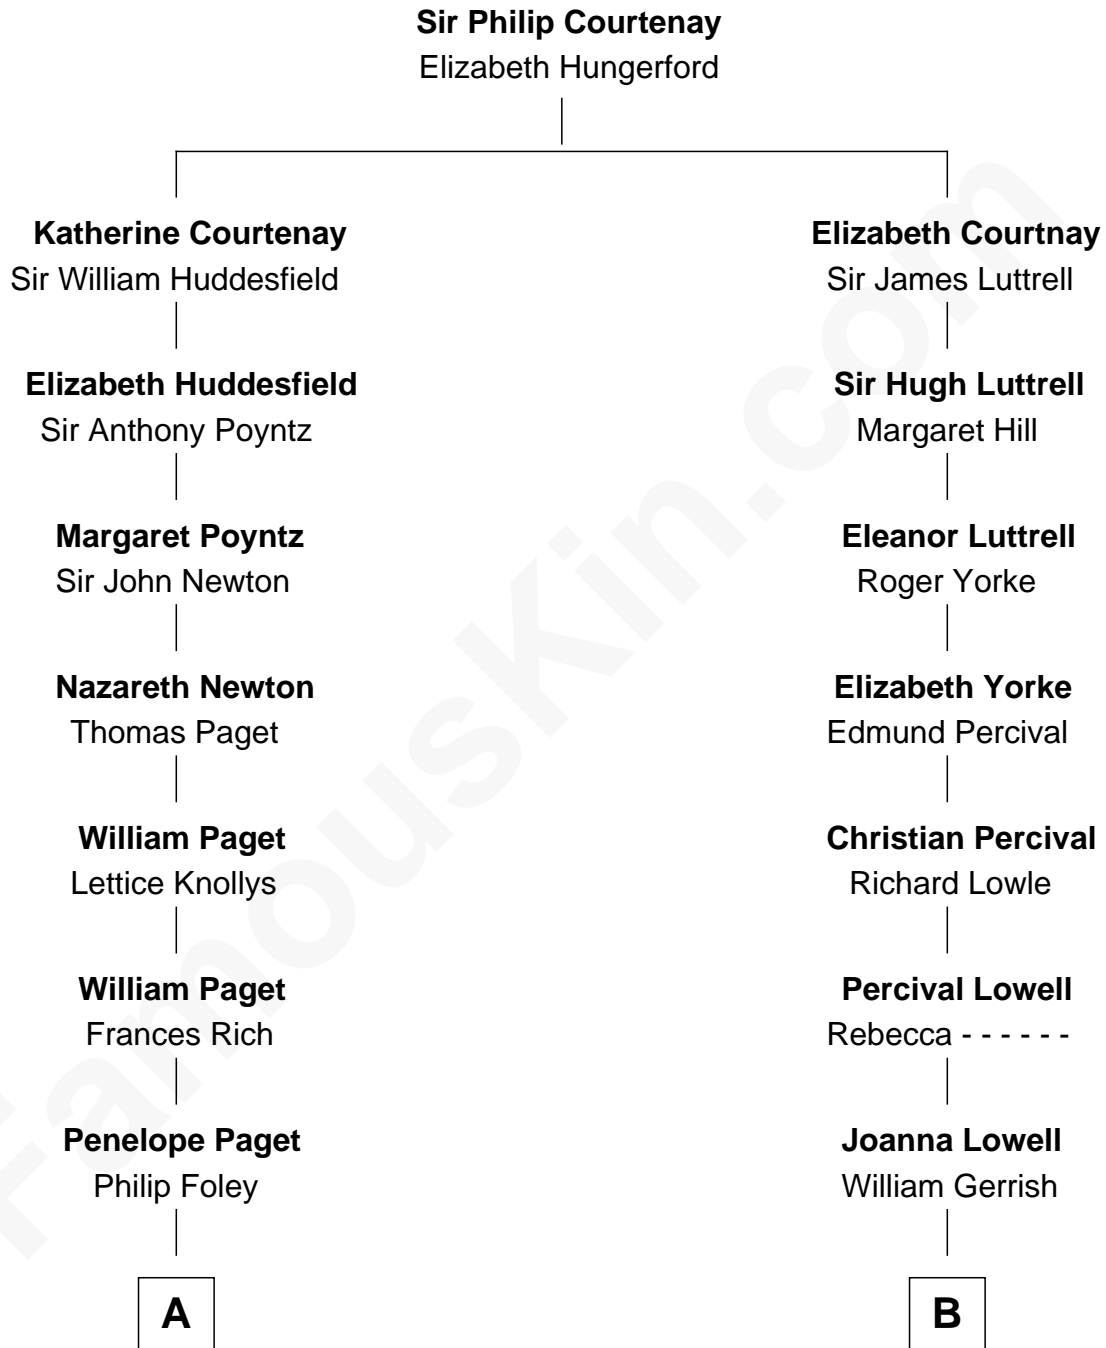 Sir Philip Courtenay
Elizabeth Hungerford
Katherine Courtenay
Sir William Huddesfield
Elizabeth Courtnay
Sir James Luttrell
Elizabeth Huddesfield
Sir Anthony Poyntz
Sir Hugh Luttrell
Margaret Hill
Margaret Poyntz
Sir John Newton
Eleanor Luttrell
Roger Yorke
Nazareth Newton
Thomas Paget
Elizabeth Yorke
Edmund Percival
William Paget
Lettice Knollys
Christian Percival
Richard Lowle
William Paget
Frances Rich
Percival Lowell
Rebecca - - - - - -
Penelope Paget
Philip Foley
Joanna Lowell
William Gerrish
A
B
FamousKin.com